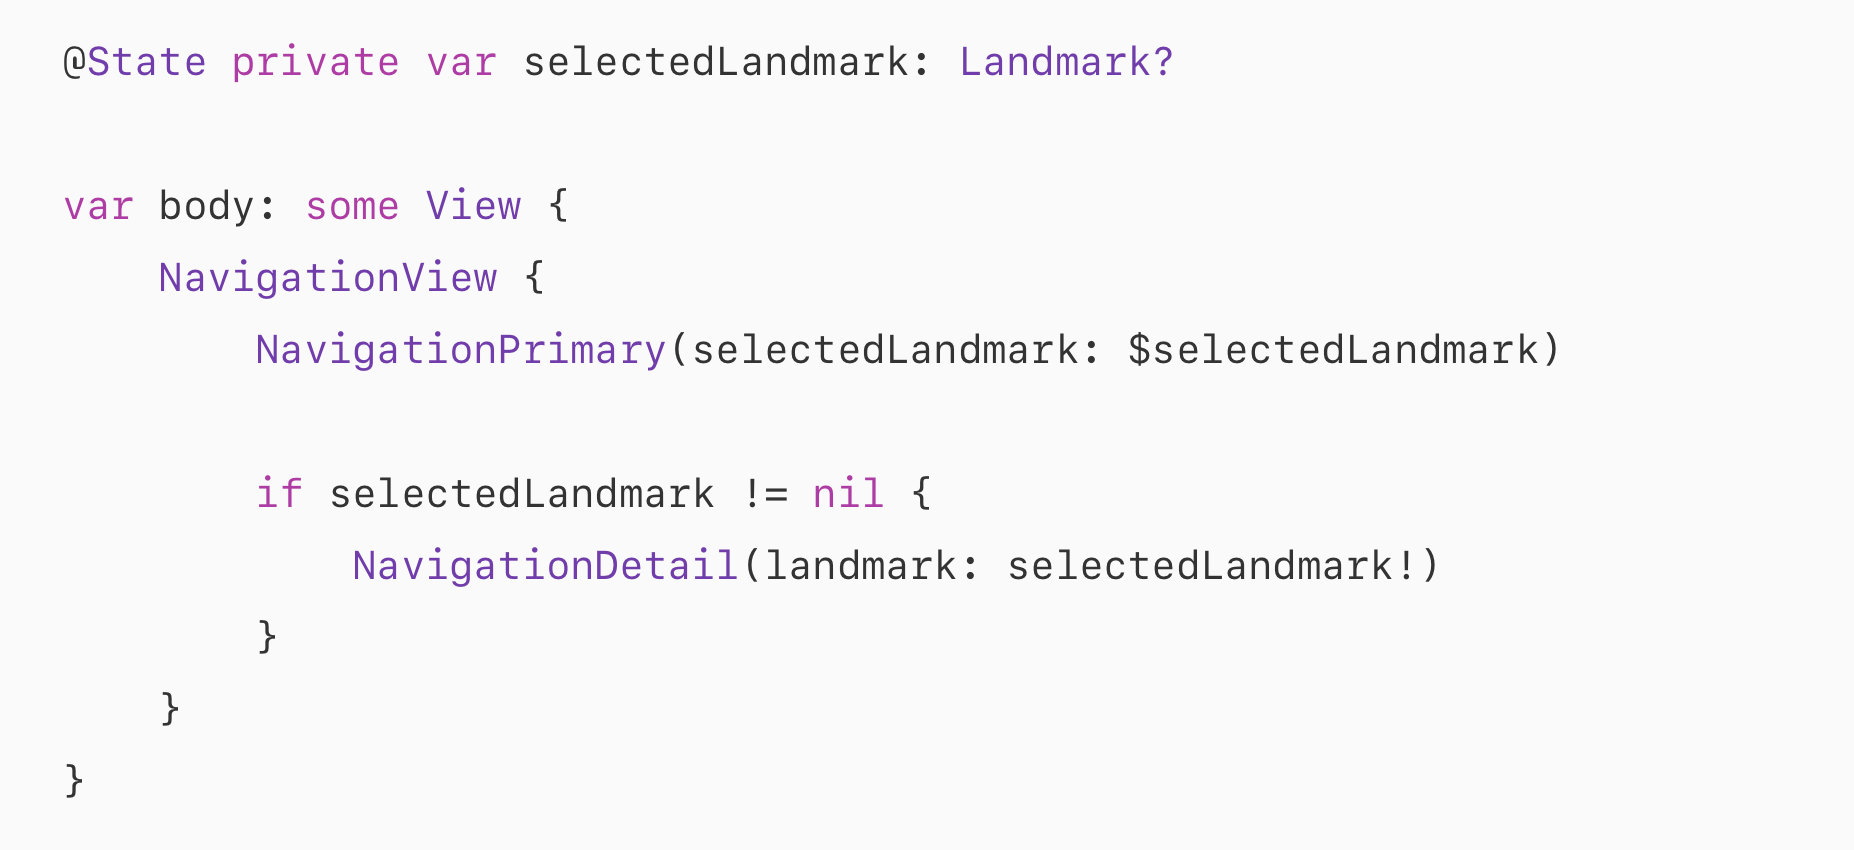 @State private var selectedLandmark: Landmark?
var body: some View {
    NavigationView {
        NavigationPrimary(selectedLandmark: $selectedLandmark)
        if selectedLandmark != nil {
            NavigationDetail(landmark: selectedLandmark!)
        }
    }
}